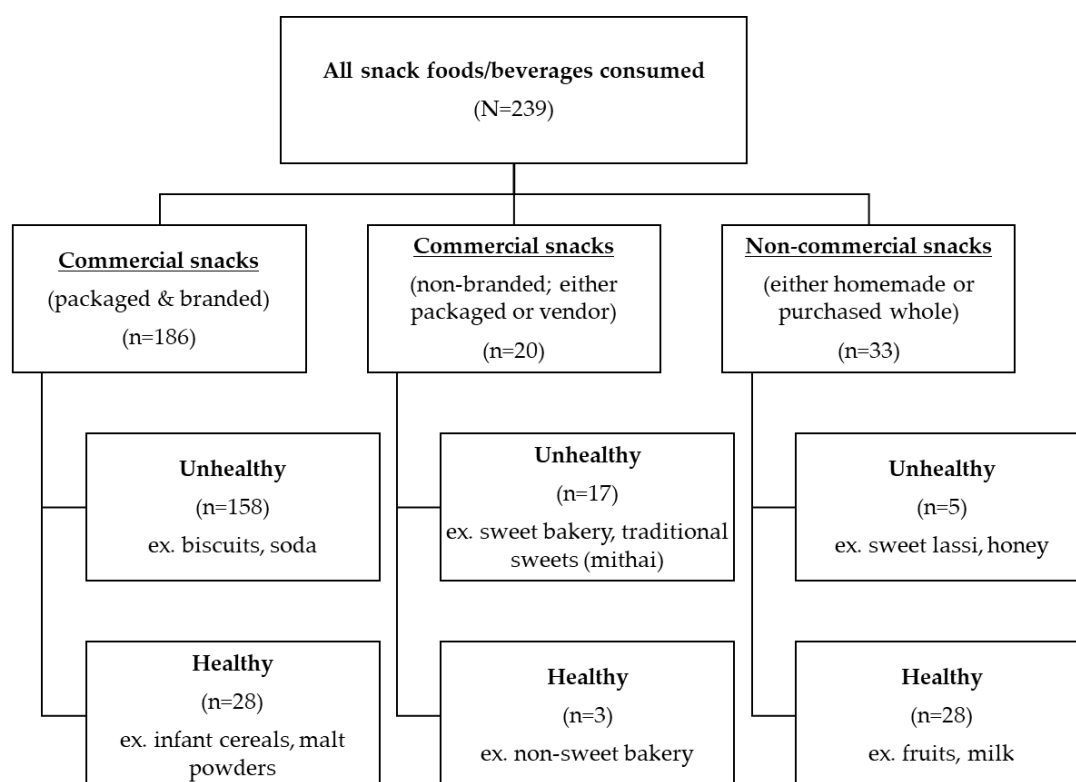 All snack foods/beverages consumed
(N=239)
Commercial snacks
(packaged & branded)
(n=186)
Commercial snacks
(non-branded; either
packaged or vendor)
(n=20)
Non-commercial snacks
(either homemade or
purchased whole)
(n=33)
Unhealthy
(n=158)
ex. biscuits, soda
Unhealthy
(n=17)
ex. sweet bakery, traditional
sweets (mithai)
Unhealthy
(n=5)
ex. sweet lassi, honey
Healthy
(n=28)
ex. infant cereals, malt
powders
Healthy
(n=3)
ex. non-sweet bakery
Healthy
(n=28)
ex. fruits, milk